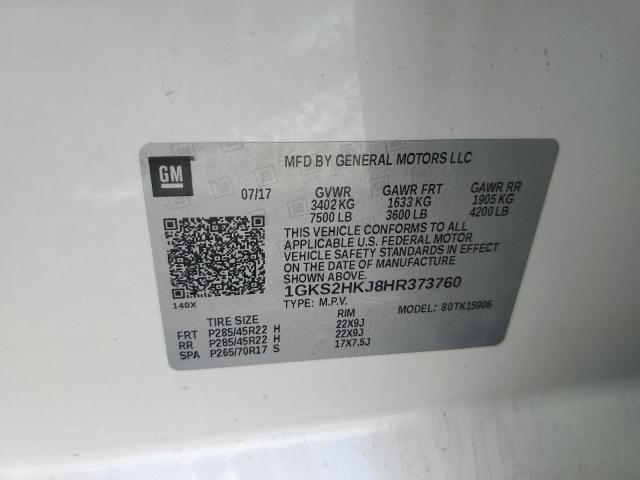 GM
MFD BY GENERAL MOTORS LLC
07/17 GVWR GAWR FRT GAWR RR
3402 KG 1633 KG 1905 KG
7500 LB 3600 LB 4200 LB
THIS VEHICLE CONFORMS TO ALL
APPLICABLE U.S. FEDERAL MOTOR
VEHICLE SAFETY STANDARDS IN EFFECT
ON THE DATE OF MANUFACTURE
SHOWN ABOVE.
1GKS2HKJ8HR373760
140X
TYPE: M.P.V. MODEL: 80TK15906
TIRE SIZE RIM
FRT P285/45R22 H 22X9J
RR P285/45R22 H 22X9J
SPA P265/70R17 S 17X7.5J